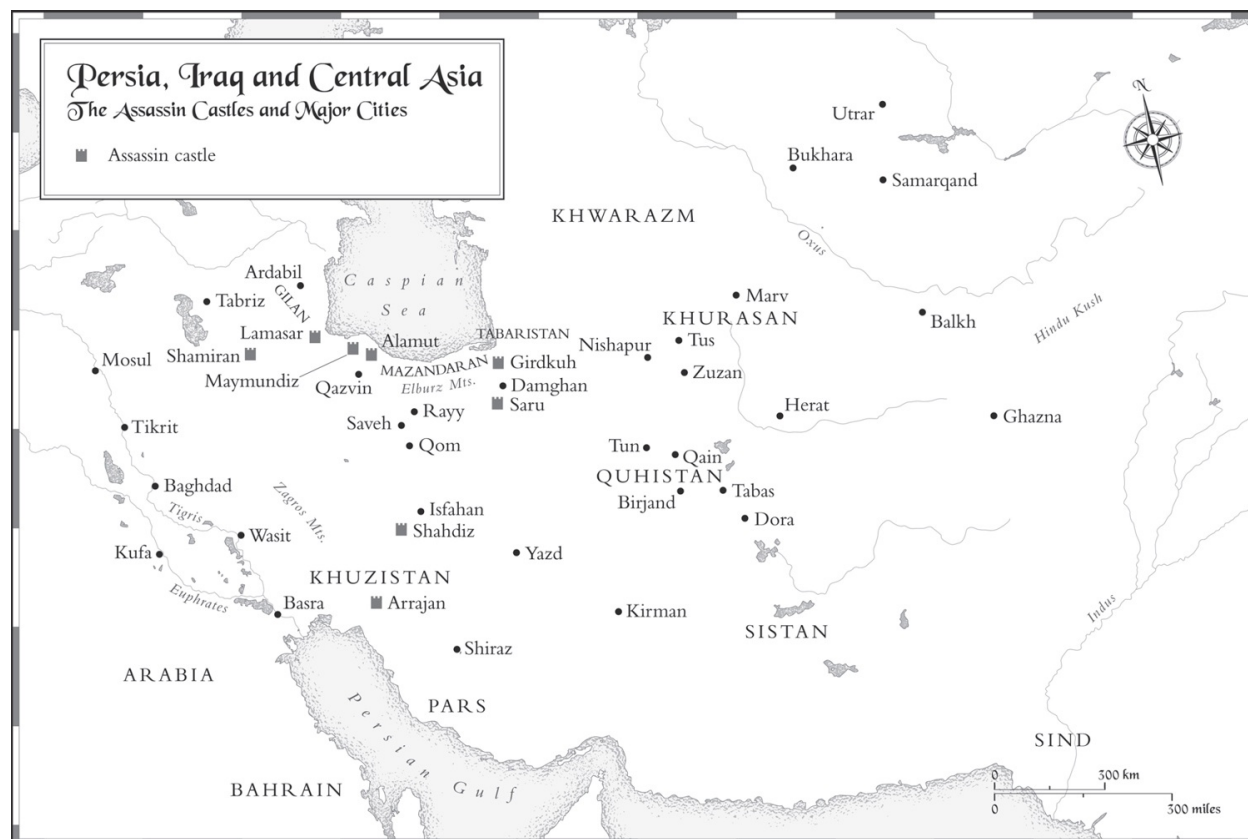 Persia, Iraq and Central Asia
The Assassin Castles and Major Cities
Assassin castle
N
Utrar
Bukhara
Samarqand
KHWARAZM
Oxus
Ardabil
Caspian
Sea
Tabriz
GILAN
Marv
KHURASAN
Balkh
Hindu Kush
Lamasar
Alamut
TABARISTAN
Tus
Nishapur
Mosul
Shamiran
Maymundiz
MAZANDARAN
Girdkuh
Zuzan
Qazvin
Elburz Mts.
Damghan
Saru
Herat
Ghazna
Rayy
Saveh
Tikrit
Qom
Tun
Qain
QUHISTAN
Baghdad
Zagros Mts.
Birjand
Tabas
Tigris
Isfahan
Dora
Shahdiz
Wasit
Kufa
Yazd
KHUZISTAN
Euphrates
Basra
Arrajan
Kirman
Indus
SISTAN
Shiraz
ARABIA
PARS
Persian Gulf
SIND
BAHRAIN
0 300 km
0 300 miles